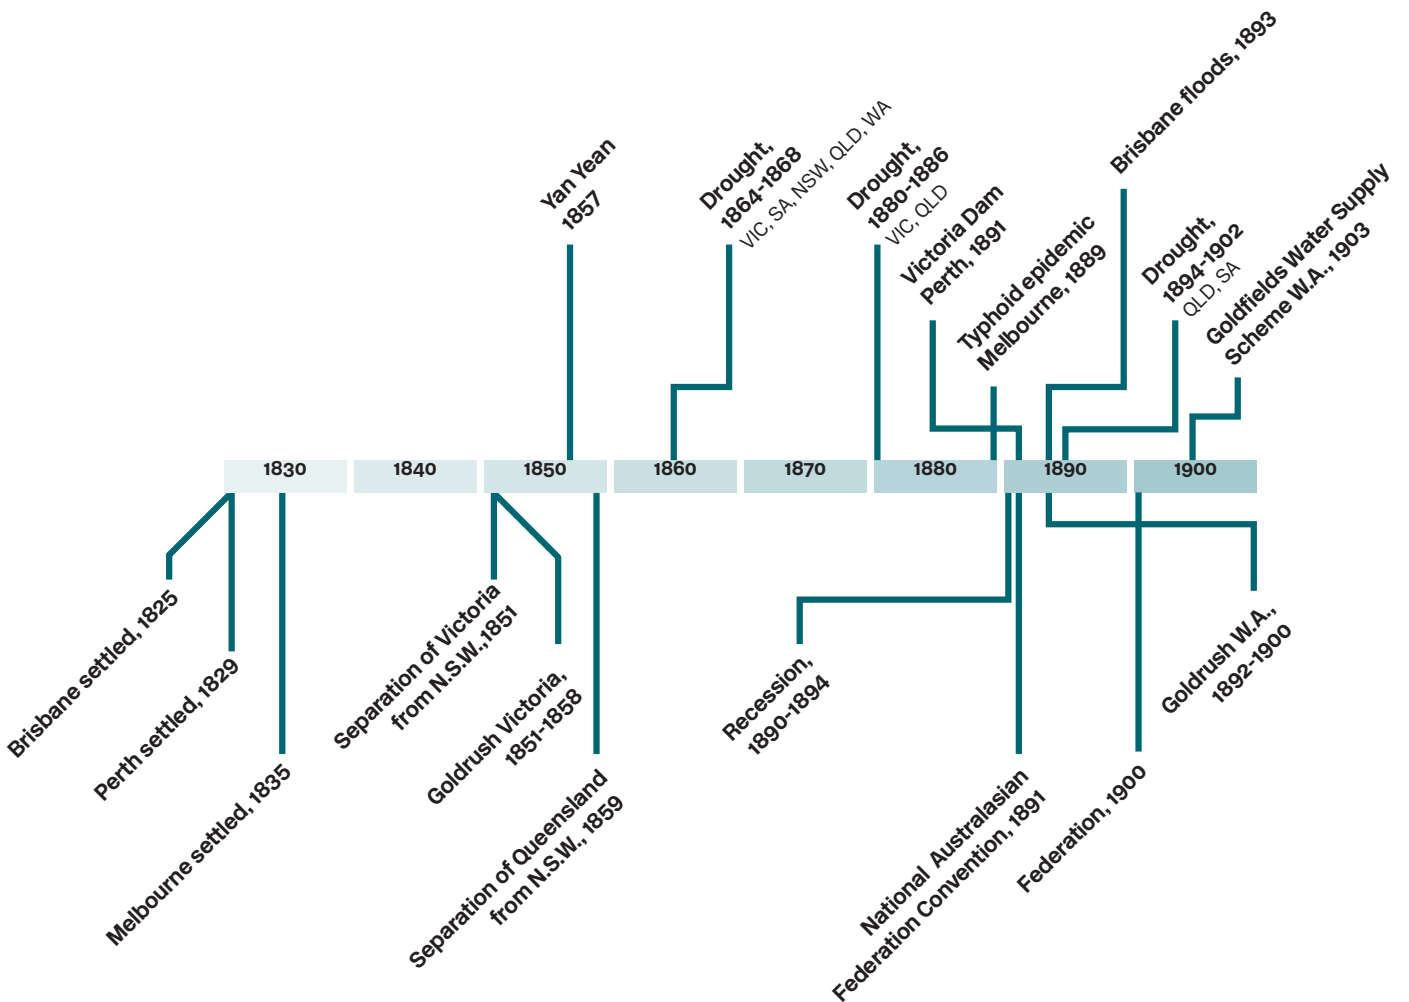 Yan Yean
1857
Drought,
1864-1868
VIC, SA, NSW, QLD, WA
Drought,
1880-1886
VIC, QLD
Victoria Dam
Perth, 1891
Typhoid epidemic
Melbourne, 1889
Brisbane floods, 1893
Drought,
1894-1902
QLD, SA
Goldfields Water Supply
Scheme W.A., 1903
1830
1840
1850
1860
1870
1880
1890
1900
Brisbane settled, 1825
Perth settled, 1829
Melbourne settled, 1835
Separation of Victoria
from N.S.W.,1851
Goldrush Victoria,
1851-1858
Separation of Queensland
from N.S.W., 1859
Recession,
1890-1894
National Australasian
Federation Convention, 1891
Federation, 1900
Goldrush W.A.,
1892-1900